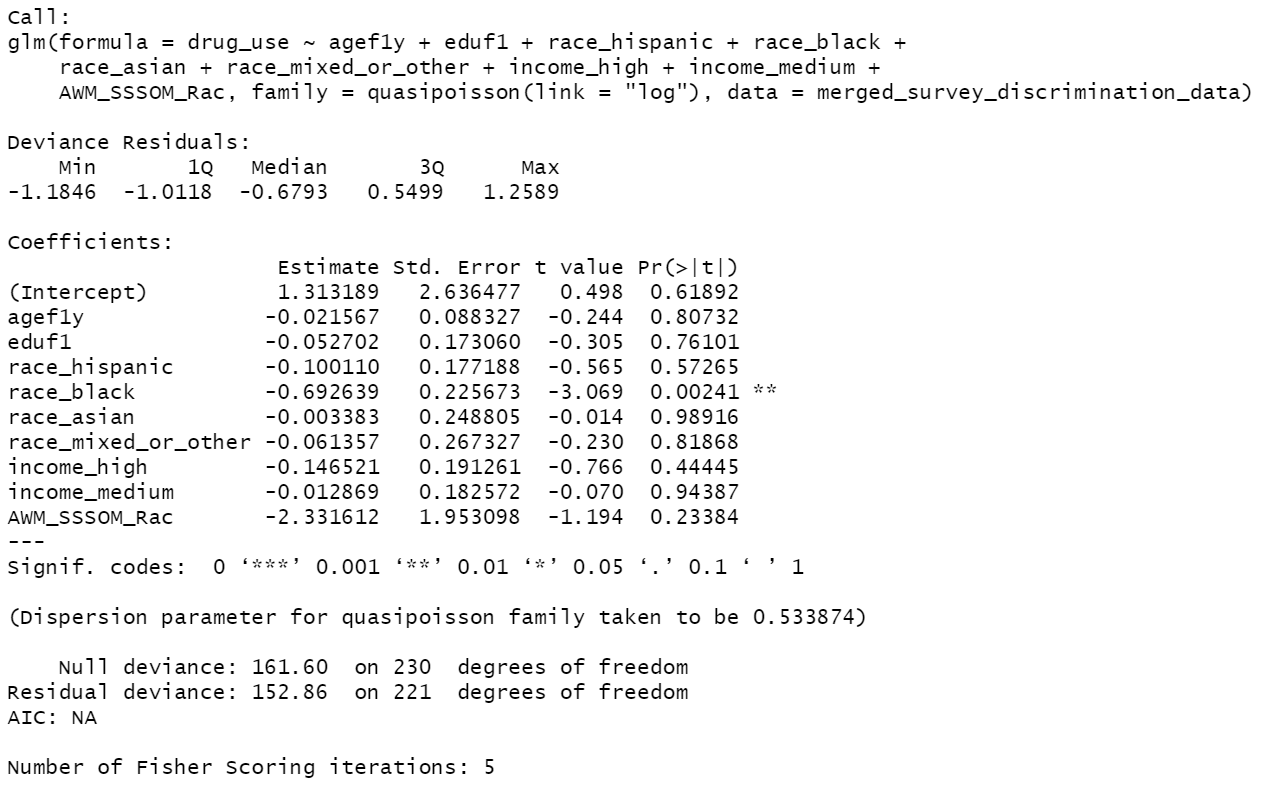 Call:
glm(formula = drug_use ~ agef1y + eduf1 + race_hispanic + race_black +
    race_asian + race_mixed_or_other + income_high + income_medium +
    AWM_SSSOM_Rac, family = quasipoisson(link = "log"), data = merged_survey_discrimination_data)

Deviance Residuals:
    Min       1Q   Median       3Q      Max
-1.1846  -1.0118  -0.6793   0.5499   1.2589

Coefficients:
                     Estimate Std. Error t value Pr(>|t|)
(Intercept)          1.313189   2.636477   0.498  0.61892
agef1y              -0.021567   0.088327  -0.244  0.80732
eduf1               -0.052702   0.173060  -0.305  0.76101
race_hispanic       -0.100110   0.177188  -0.565  0.57265
race_black          -0.692639   0.225673  -3.069  0.00241 **
race_asian          -0.003383   0.248805  -0.014  0.98916
race_mixed_or_other -0.061357   0.267327  -0.230  0.81868
income_high         -0.146521   0.191261  -0.766  0.44445
income_medium       -0.012869   0.182572  -0.070  0.94387
AWM_SSSOM_Rac       -2.331612   1.953098  -1.194  0.23384
---
Signif. codes:  0 ‘***’ 0.001 ‘**’ 0.01 ‘*’ 0.05 ‘.’ 0.1 ‘ ’ 1

(Dispersion parameter for quasipoisson family taken to be 0.533874)

    Null deviance: 161.60  on 230  degrees of freedom
Residual deviance: 152.86  on 221  degrees of freedom
AIC: NA

Number of Fisher Scoring iterations: 5